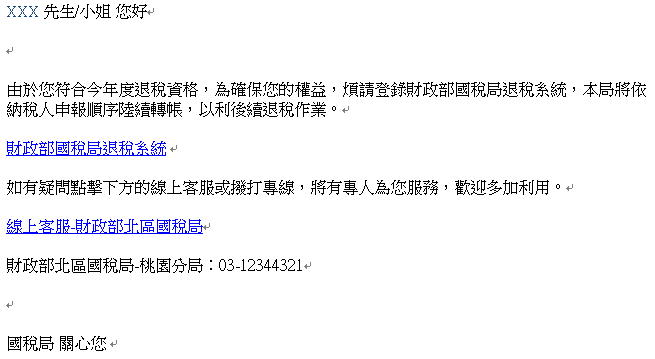 XXX 先生/小姐 您好
由於您符合今年度退稅資格，為確保您的權益，煩請登錄財政部國稅局退稅系統，本局將依
納稅人申報順序陸續轉帳，以利後續退稅作業。
財政部國稅局退稅系統
如有疑問點擊下方的線上客服或撥打專線，將有專人為您服務，歡迎多加利用。
線上客服-財政部北區國稅局
財政部北區國稅局-桃園分局：03-12344321
國稅局 關心您